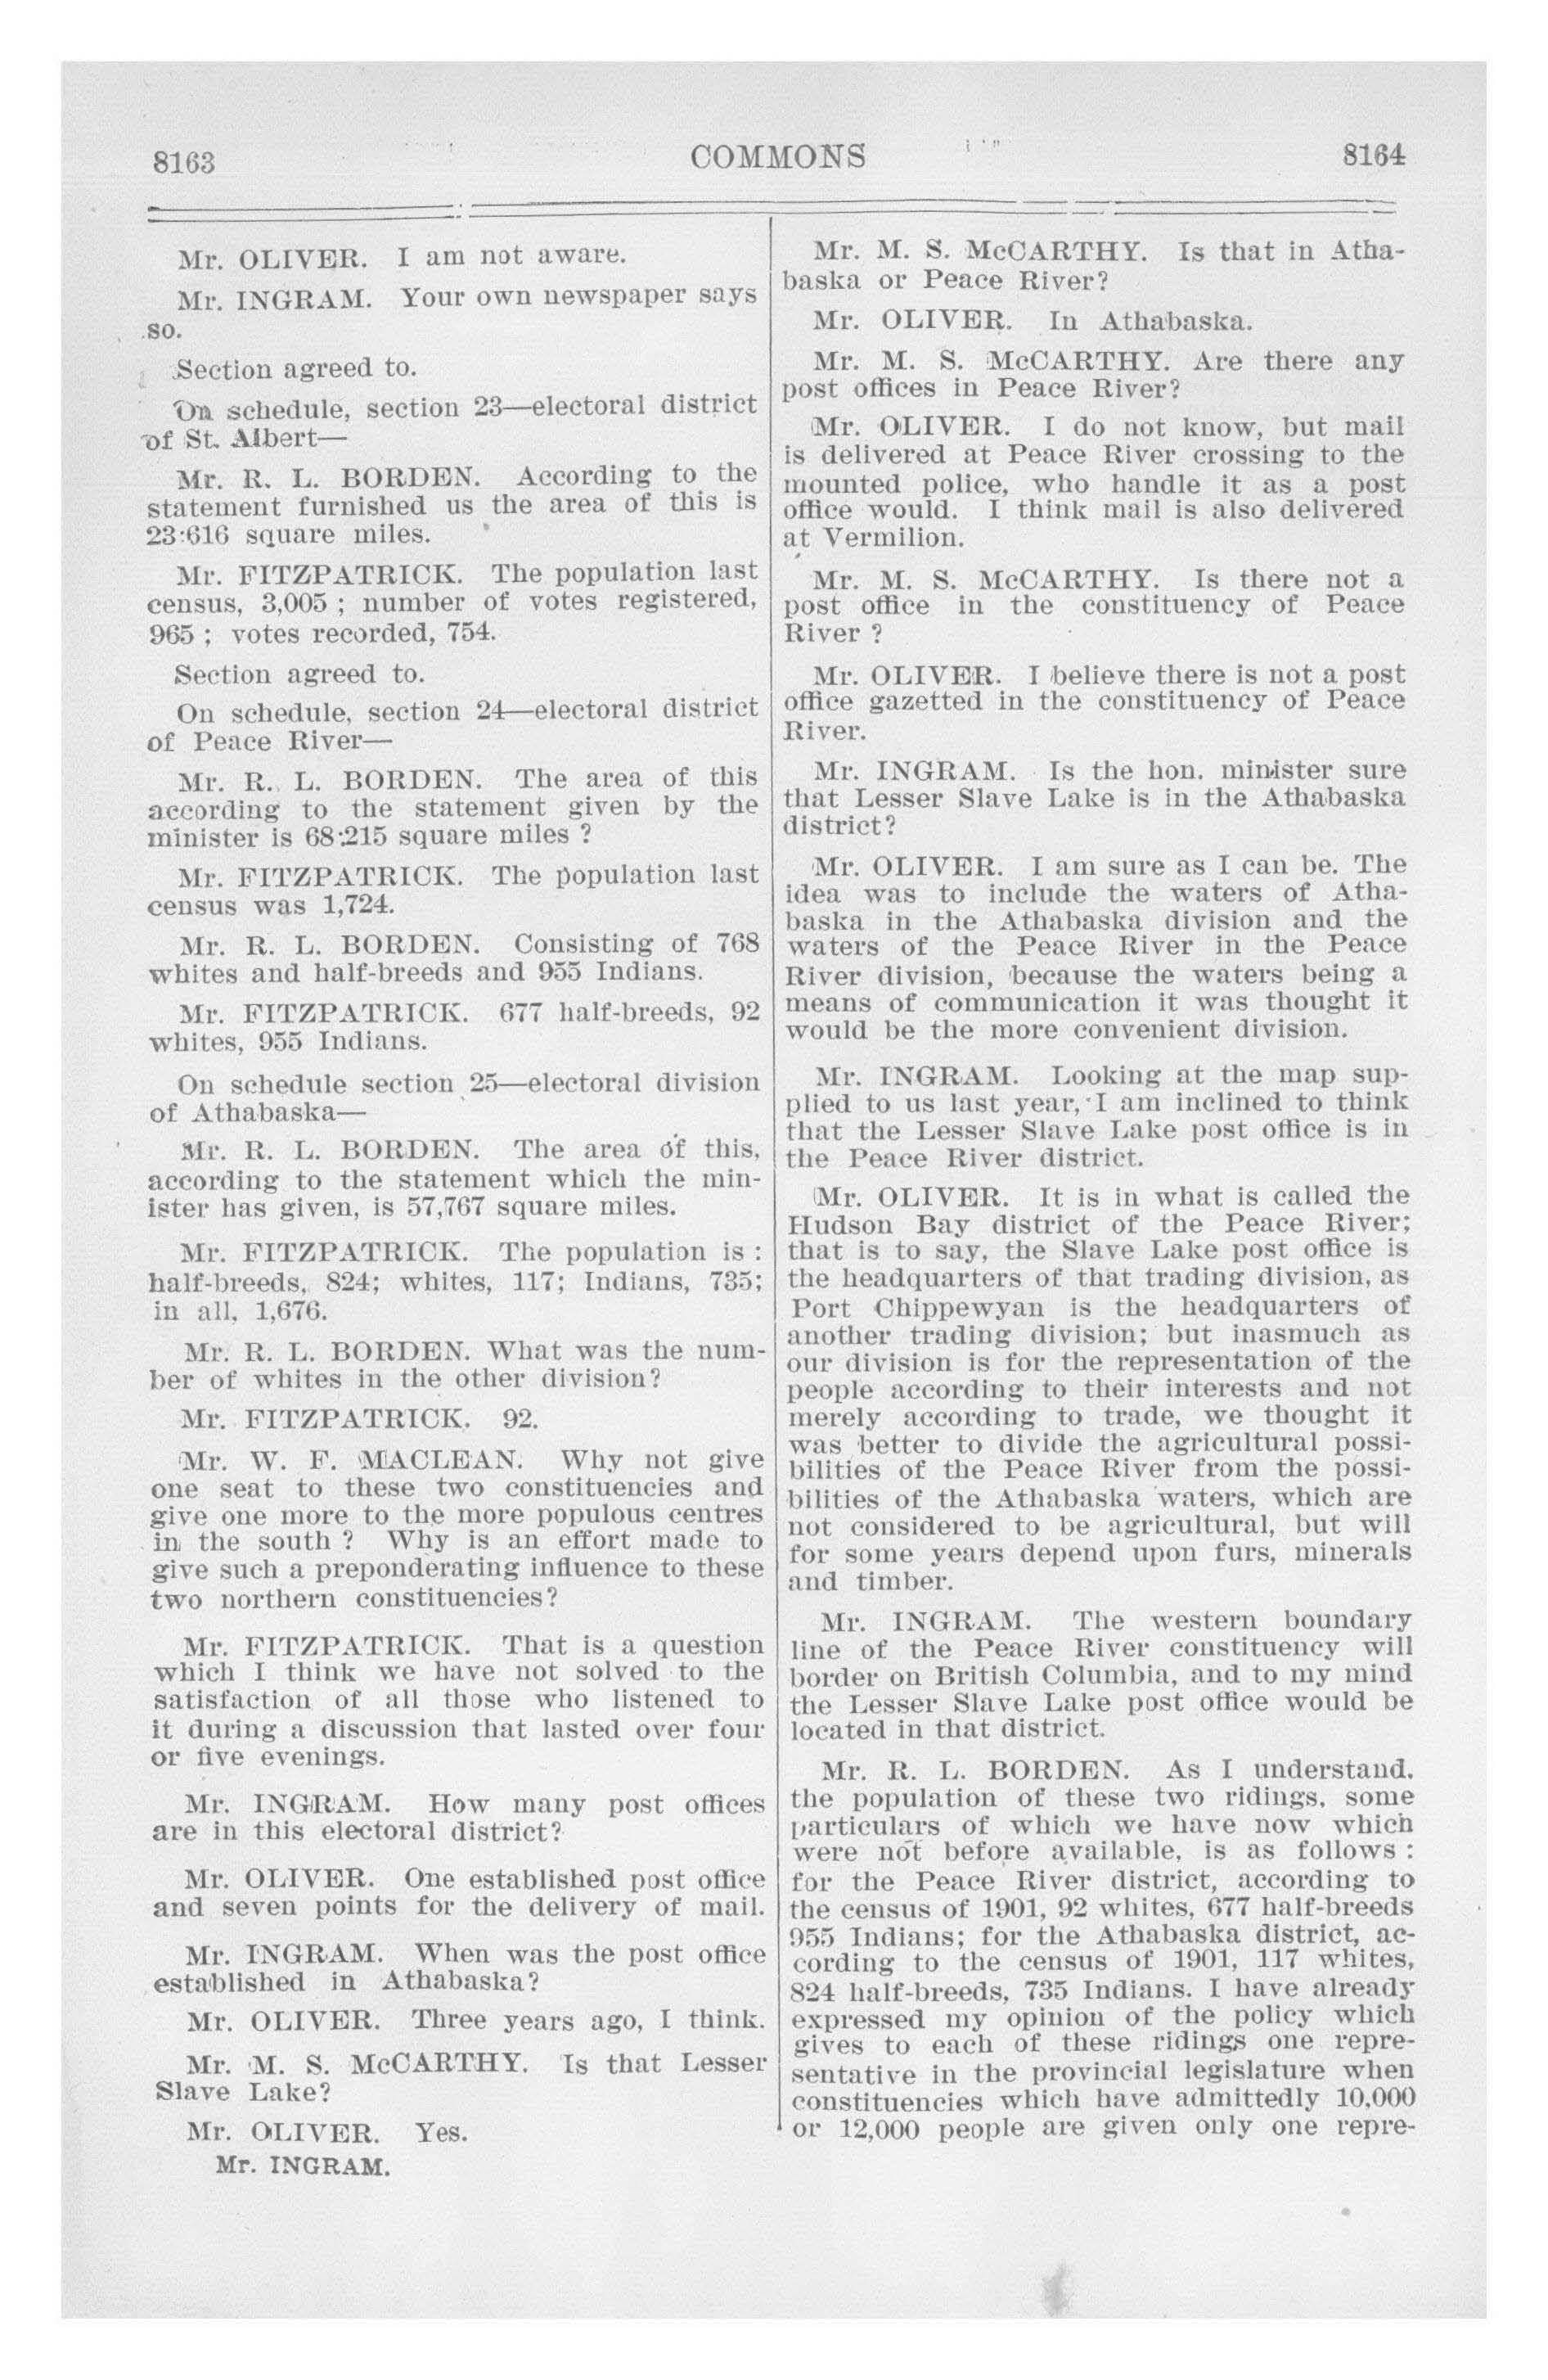 8163
COMMONS
8164
Mr. OLIVER. I am not aware.
Mr. INGRAM. Your own newspaper says
so.
Section agreed to.
On schedule, section 23—electoral district
of St. Albert—
Mr. R. L. BORDEN. According to the
statement furnished us the area of this is
23:616 square miles.
Mr. FITZPATRICK. The population last
census, 3,005 ; number of votes registered,
965 ; votes recorded, 754.
Section agreed to.
On schedule, section 24—electoral district
of Peace River—
Mr. R. L. BORDEN. The area of this
according to the statement given by the
minister is 68:215 square miles ?
Mr. FITZPATRICK. The population last
census was 1,724.
Mr. R. L. BORDEN. Consisting of 768
whites and half-breeds and 955 Indians.
Mr. FITZPATRICK. 677 half-breeds, 92
whites, 955 Indians.
On schedule section 25—electoral division
of Athabaska—
Mr. R. L. BORDEN. The area of this,
according to the statement which the min-
ister has given, is 57,767 square miles.
Mr. FITZPATRICK. The population is :
half-breeds, 824; whites, 117; Indians, 735;
in all, 1,676.
Mr. R. L. BORDEN. What was the num-
ber of whites in the other division?
Mr. FITZPATRICK. 92.
Mr. W. F. MACLEAN. Why not give
one seat to these two constituencies and
give one more to the more populous centres
in the south ? Why is an effort made to
give such a preponderating influence to these
two northern constituencies?
Mr. FITZPATRICK. That is a question
which I think we have not solved to the
satisfaction of all those who listened to
it during a discussion that lasted over four
or five evenings.
Mr. INGRAM. How many post offices
are in this electoral district?
Mr. OLIVER. One established post office
and seven points for the delivery of mail.
Mr. INGRAM. When was the post office
established in Athabaska?
Mr. OLIVER. Three years ago, I think.
Mr. M. S. McCARTHY. Is that Lesser
Slave Lake?
Mr. OLIVER. Yes.
Mr. INGRAM.
Mr. M. S. McCARTHY. Is that in Atha-
baska or Peace River?
Mr. OLIVER. In Athabaska.
Mr. M. S. McCARTHY. Are there any
post offices in Peace River?
Mr. OLIVER. I do not know, but mail
is delivered at Peace River crossing to the
mounted police, who handle it as a post
office would. I think mail is also delivered
at Vermilion.
Mr. M. S. McCARTHY. Is there not a
post office in the constituency of Peace
River ?
Mr. OLIVER. I believe there is not a post
office gazetted in the constituency of Peace
River.
Mr. INGRAM. Is the hon. minister sure
that Lesser Slave Lake is in the Athabaska
district?
Mr. OLIVER. I am sure as I can be. The
idea was to include the waters of Atha-
baska in the Athabaska division and the
waters of the Peace River in the Peace
River division, because the waters being a
means of communication it was thought it
would be the more convenient division.
Mr. INGRAM. Looking at the map sup-
plied to us last year, I am inclined to think
that the Lesser Slave Lake post office is in
the Peace River district.
Mr. OLIVER. It is in what is called the
Hudson Bay district of the Peace River;
that is to say, the Slave Lake post office is
the headquarters of that trading division, as
Port Chippewyan is the headquarters of
another trading division; but inasmuch as
our division is for the representation of the
people according to their interests and not
merely according to trade, we thought it
was better to divide the agricultural possi-
bilities of the Peace River from the possi-
bilities of the Athabaska waters, which are
not considered to be agricultural, but will
for some years depend upon furs, minerals
and timber.
Mr. INGRAM. The western boundary
line of the Peace River constituency will
border on British Columbia, and to my mind
the Lesser Slave Lake post office would be
located in that district.
Mr. R. L. BORDEN. As I understand.
the population of these two ridings, some
particulars of which we have now which
were not before available, is as follows :
for the Peace River district, according to
the census of 1901, 92 whites, 677 half-breeds
955 Indians; for the Athabaska district, ac-
cording to the census of 1901, 117 whites,
824 half-breeds, 735 Indians. I have already
expressed my opinion of the policy which
gives to each of these ridings one repre-
sentative in the provincial legislature when
constituencies which have admittedly 10,000
or 12,000 people are given only one repre-